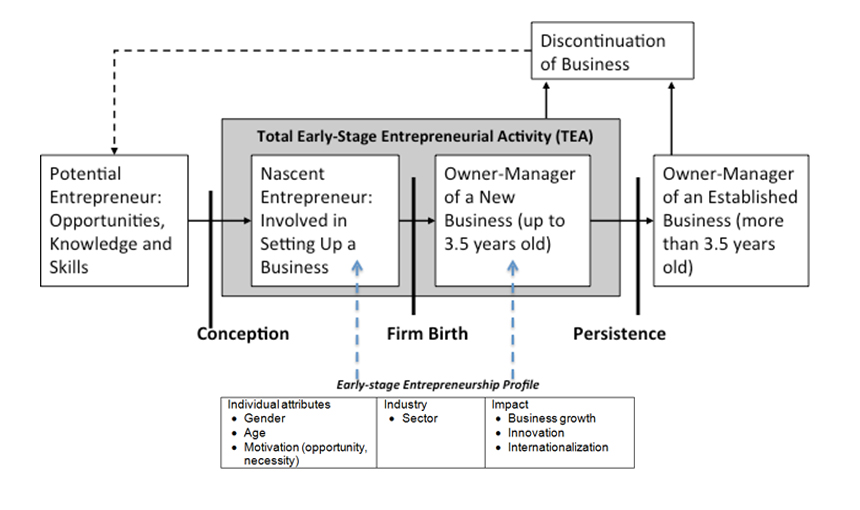 Discontinuation
of Business
Total Early-Stage Entrepreneurial Activity (TEA)
Potential
Entrepreneur:
Opportunities,
Knowledge and
Skills
Nascent
Entrepreneur:
Involved in
Setting Up a
Business
Owner-Manager
of a New
Business (up to
3.5 years old)
Owner-Manager
of an Established
Business (more
than 3.5 years
old)
Conception
Firm Birth
Persistence
Early-stage Entrepreneurship Profile
Individual attributes
• Gender
• Age
• Motivation (opportunity,
necessity)
Industry
• Sector
Impact
• Business growth
• Innovation
• Internationalization